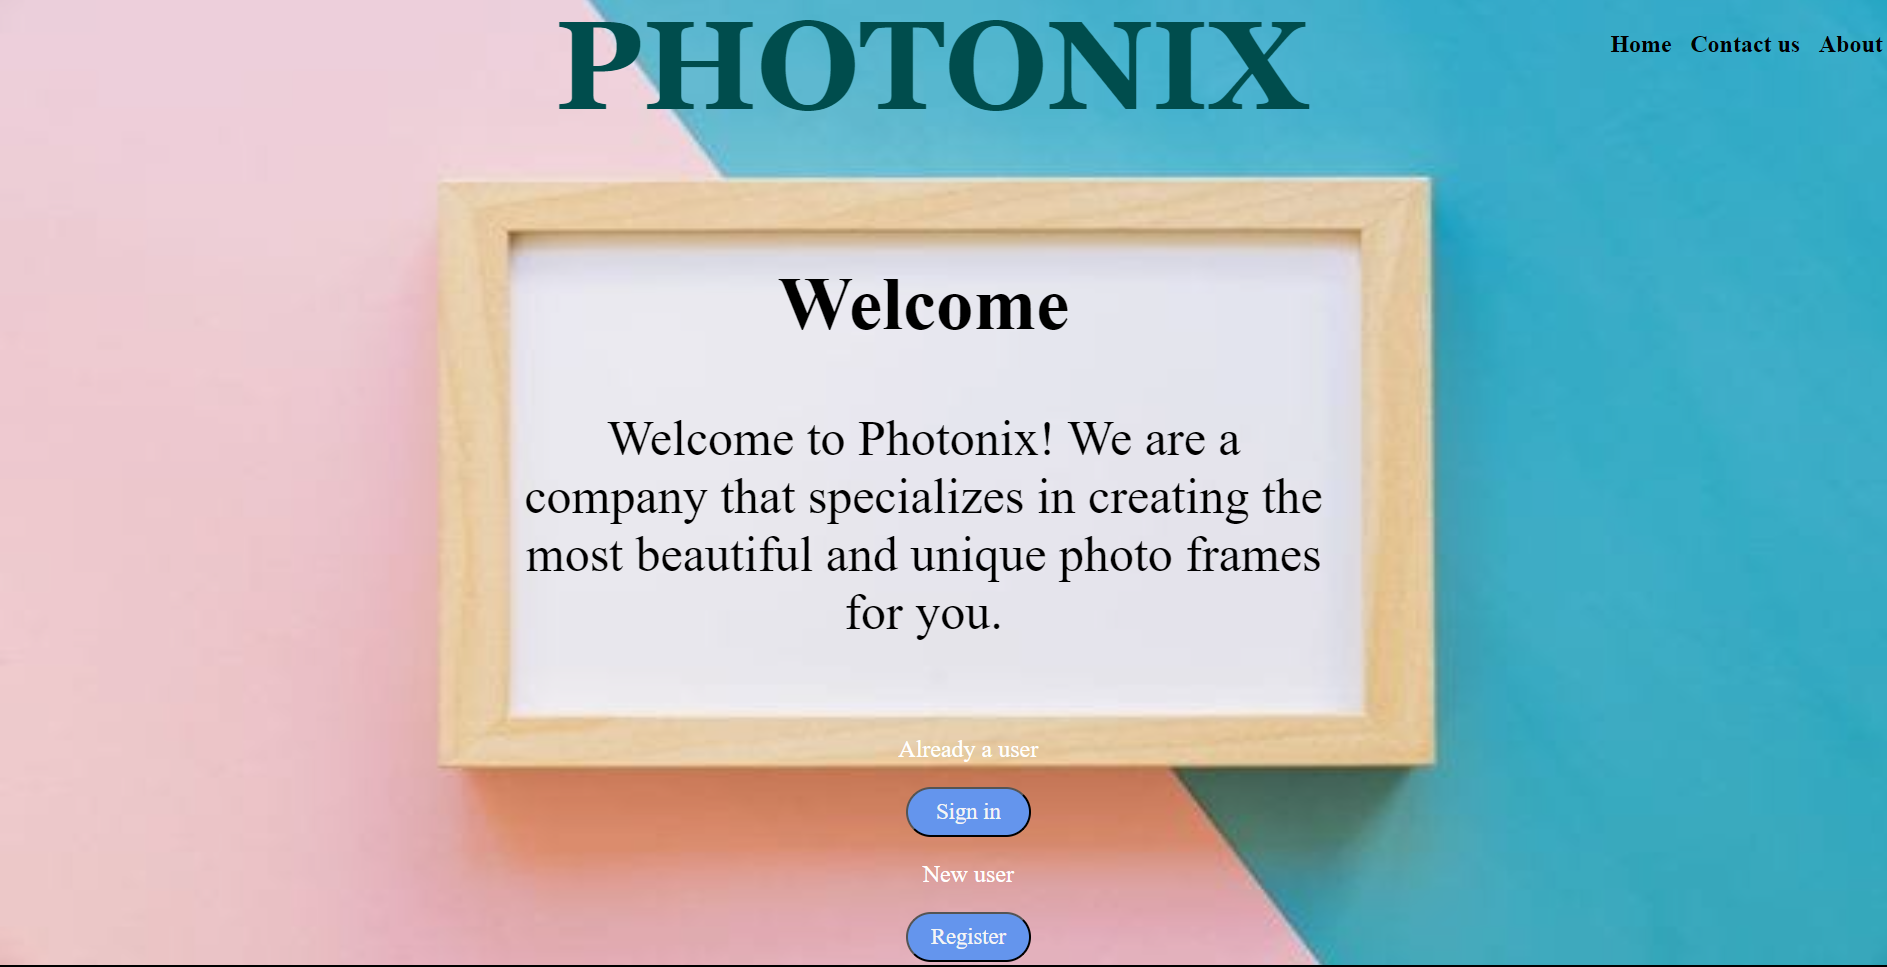 PHOTONIX
Home Contact us About
Welcome
Welcome to Photonix! We are a
company that specializes in creating the
most beautiful and unique photo frames
for you.
Already a user
Sign in
New user
Register